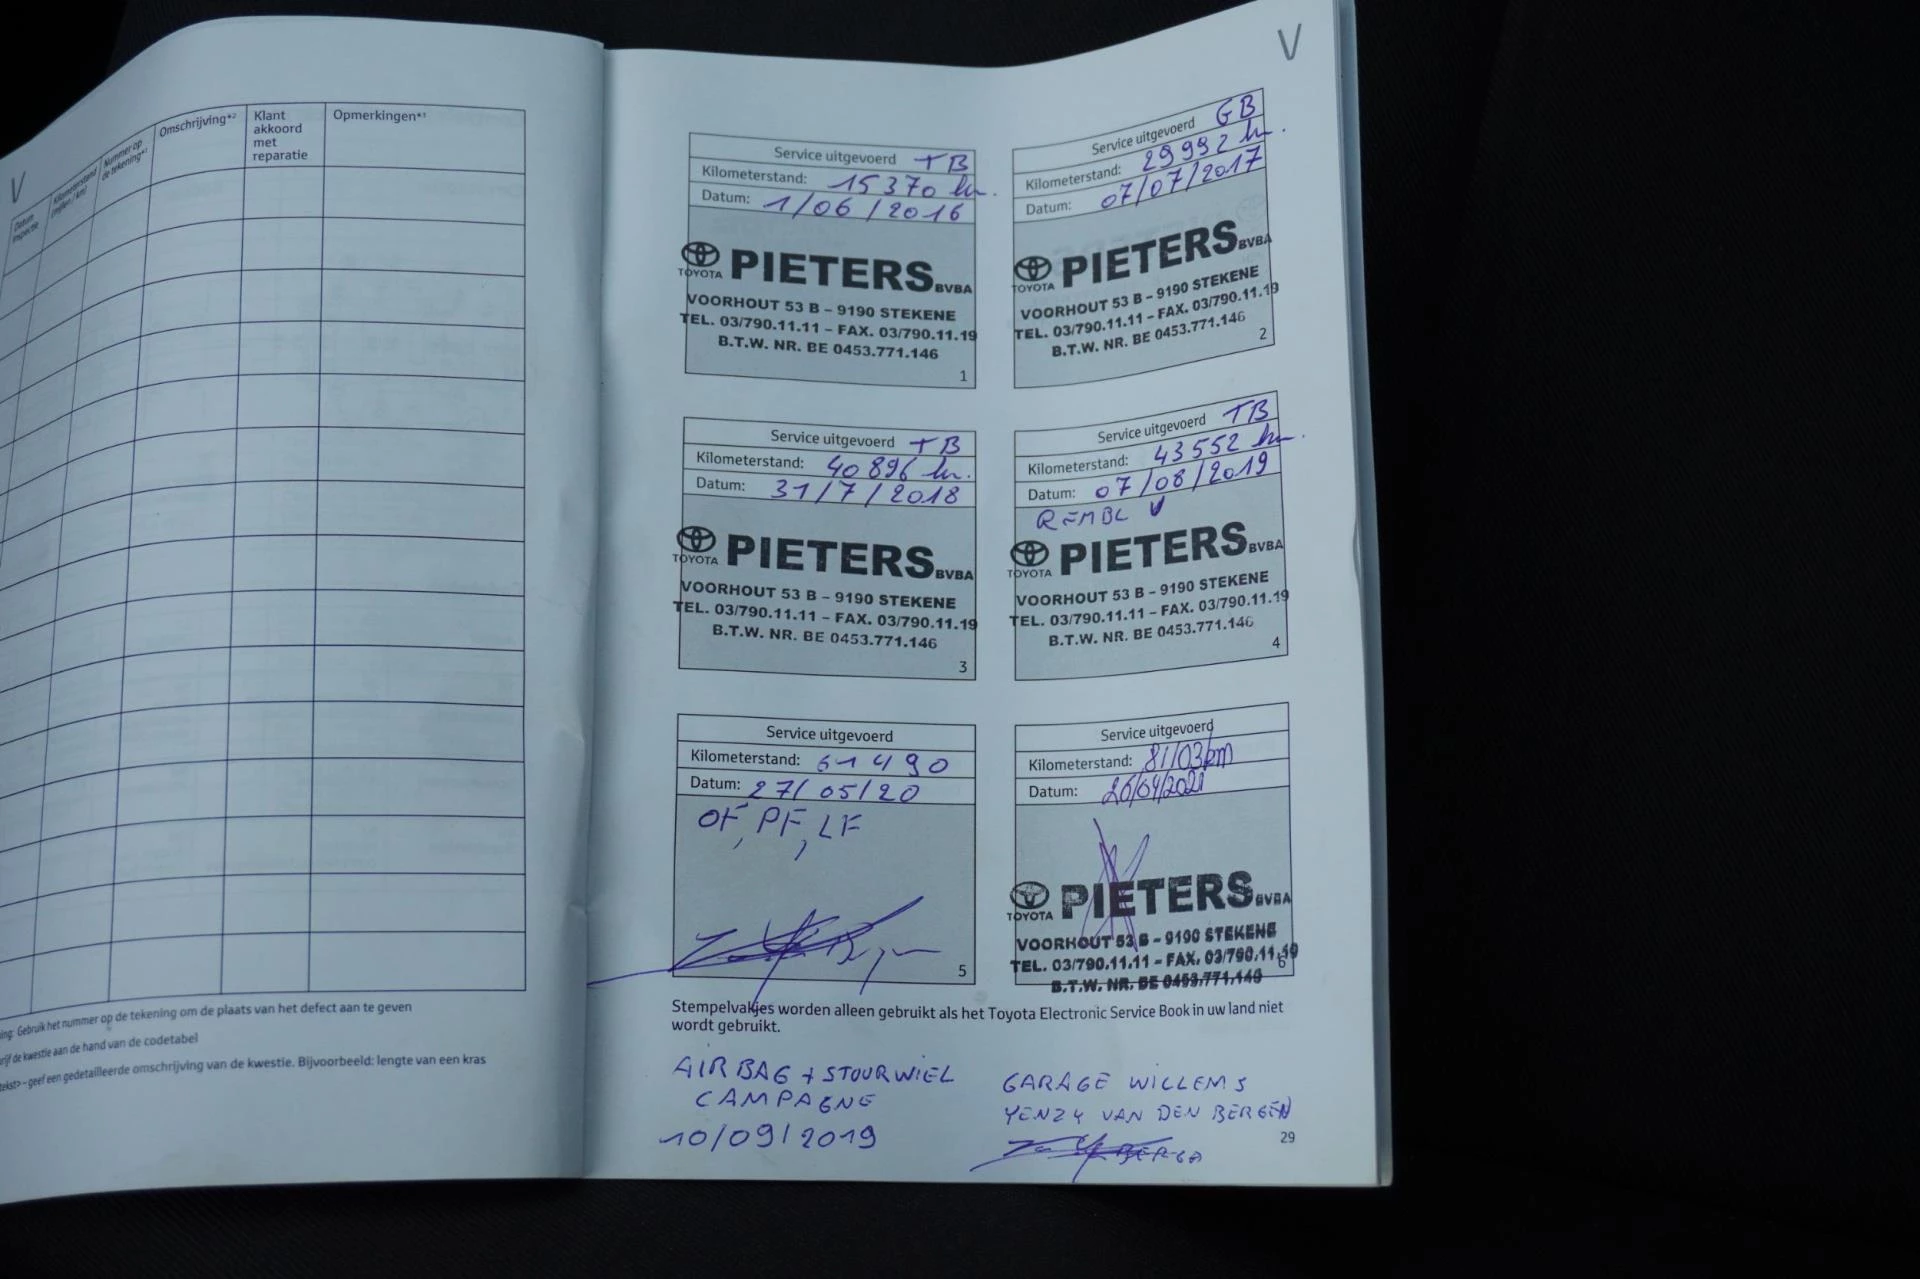 V
Datum inspectie
Kilometerstand (mijlen / km)
Nummer op de tekening*¹
Omschrijving*²
Klant akkoord met reparatie
Opmerkingen*³
Gebruik het nummer op de tekening om de plaats van het defect aan te geven
de kwestie aan de hand van de codetabel
– geef een gedetailleerde omschrijving van de kwestie. Bijvoorbeeld: lengte van een kras
V
Service uitgevoerd TB
Kilometerstand: 15370 km.
Datum: 1/06/2016
TOYOTA PIETERS BVBA
VOORHOUT 53 B – 9190 STEKENE
TEL. 03/790.11.11 – FAX. 03/790.11.19
B.T.W. NR. BE 0453.771.146
1
Service uitgevoerd GB
Kilometerstand: 29992 km.
Datum: 07/07/2017
TOYOTA PIETERS BVBA
VOORHOUT 53 B – 9190 STEKENE
TEL. 03/790.11.11 – FAX. 03/790.11.19
B.T.W. NR. BE 0453.771.146
2
Service uitgevoerd TB
Kilometerstand: 40896 km.
Datum: 31/7/2018
TOYOTA PIETERS BVBA
VOORHOUT 53 B – 9190 STEKENE
TEL. 03/790.11.11 – FAX. 03/790.11.19
B.T.W. NR. BE 0453.771.146
3
Service uitgevoerd TB
Kilometerstand: 43552 km.
Datum: 07/08/2019
REMBL V
TOYOTA PIETERS BVBA
VOORHOUT 53 B – 9190 STEKENE
TEL. 03/790.11.11 – FAX. 03/790.11.19
B.T.W. NR. BE 0453.771.146
4
Service uitgevoerd
Kilometerstand: 61490
Datum: 27/05/20
OF, PF, LF
5
Service uitgevoerd
Kilometerstand: 81103km
Datum: 26/04/2021
TOYOTA PIETERS BVBA
VOORHOUT 53 B – 9190 STEKENE
TEL. 03/790.11.11 – FAX. 03/790.11.19
B.T.W. NR. BE 0453.771.146
6
Stempelvakjes worden alleen gebruikt als het Toyota Electronic Service Book in uw land niet
wordt gebruikt.
AIRBAG + STUURWIEL
CAMPAGNE
10/09/2019
GARAGE WILLEMS
YENZY VAN DEN BERGEN
29